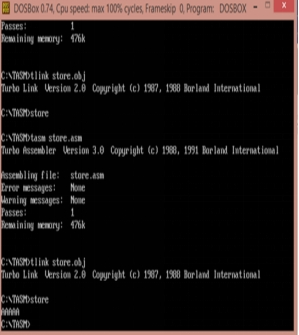 DOSBox 0.74, Cpu speed: max 100% cycles, Frameskip 0, Program: DOSBOX
Passes: 1
Remaining memory: 476k
C:\TASM>tlink store.obj
Turbo Link Version 2.0 Copyright (c) 1987, 1988 Borland International
C:\TASM>store
C:\TASM>tasm store.asm
Turbo Assembler Version 3.0 Copyright (c) 1988, 1991 Borland International
Assembling file: store.asm
Error messages: None
Warning messages: None
Passes: 1
Remaining memory: 476k
C:\TASM>tlink store.obj
Turbo Link Version 2.0 Copyright (c) 1987, 1988 Borland International
C:\TASM>store
AAAAA
C:\TASM>